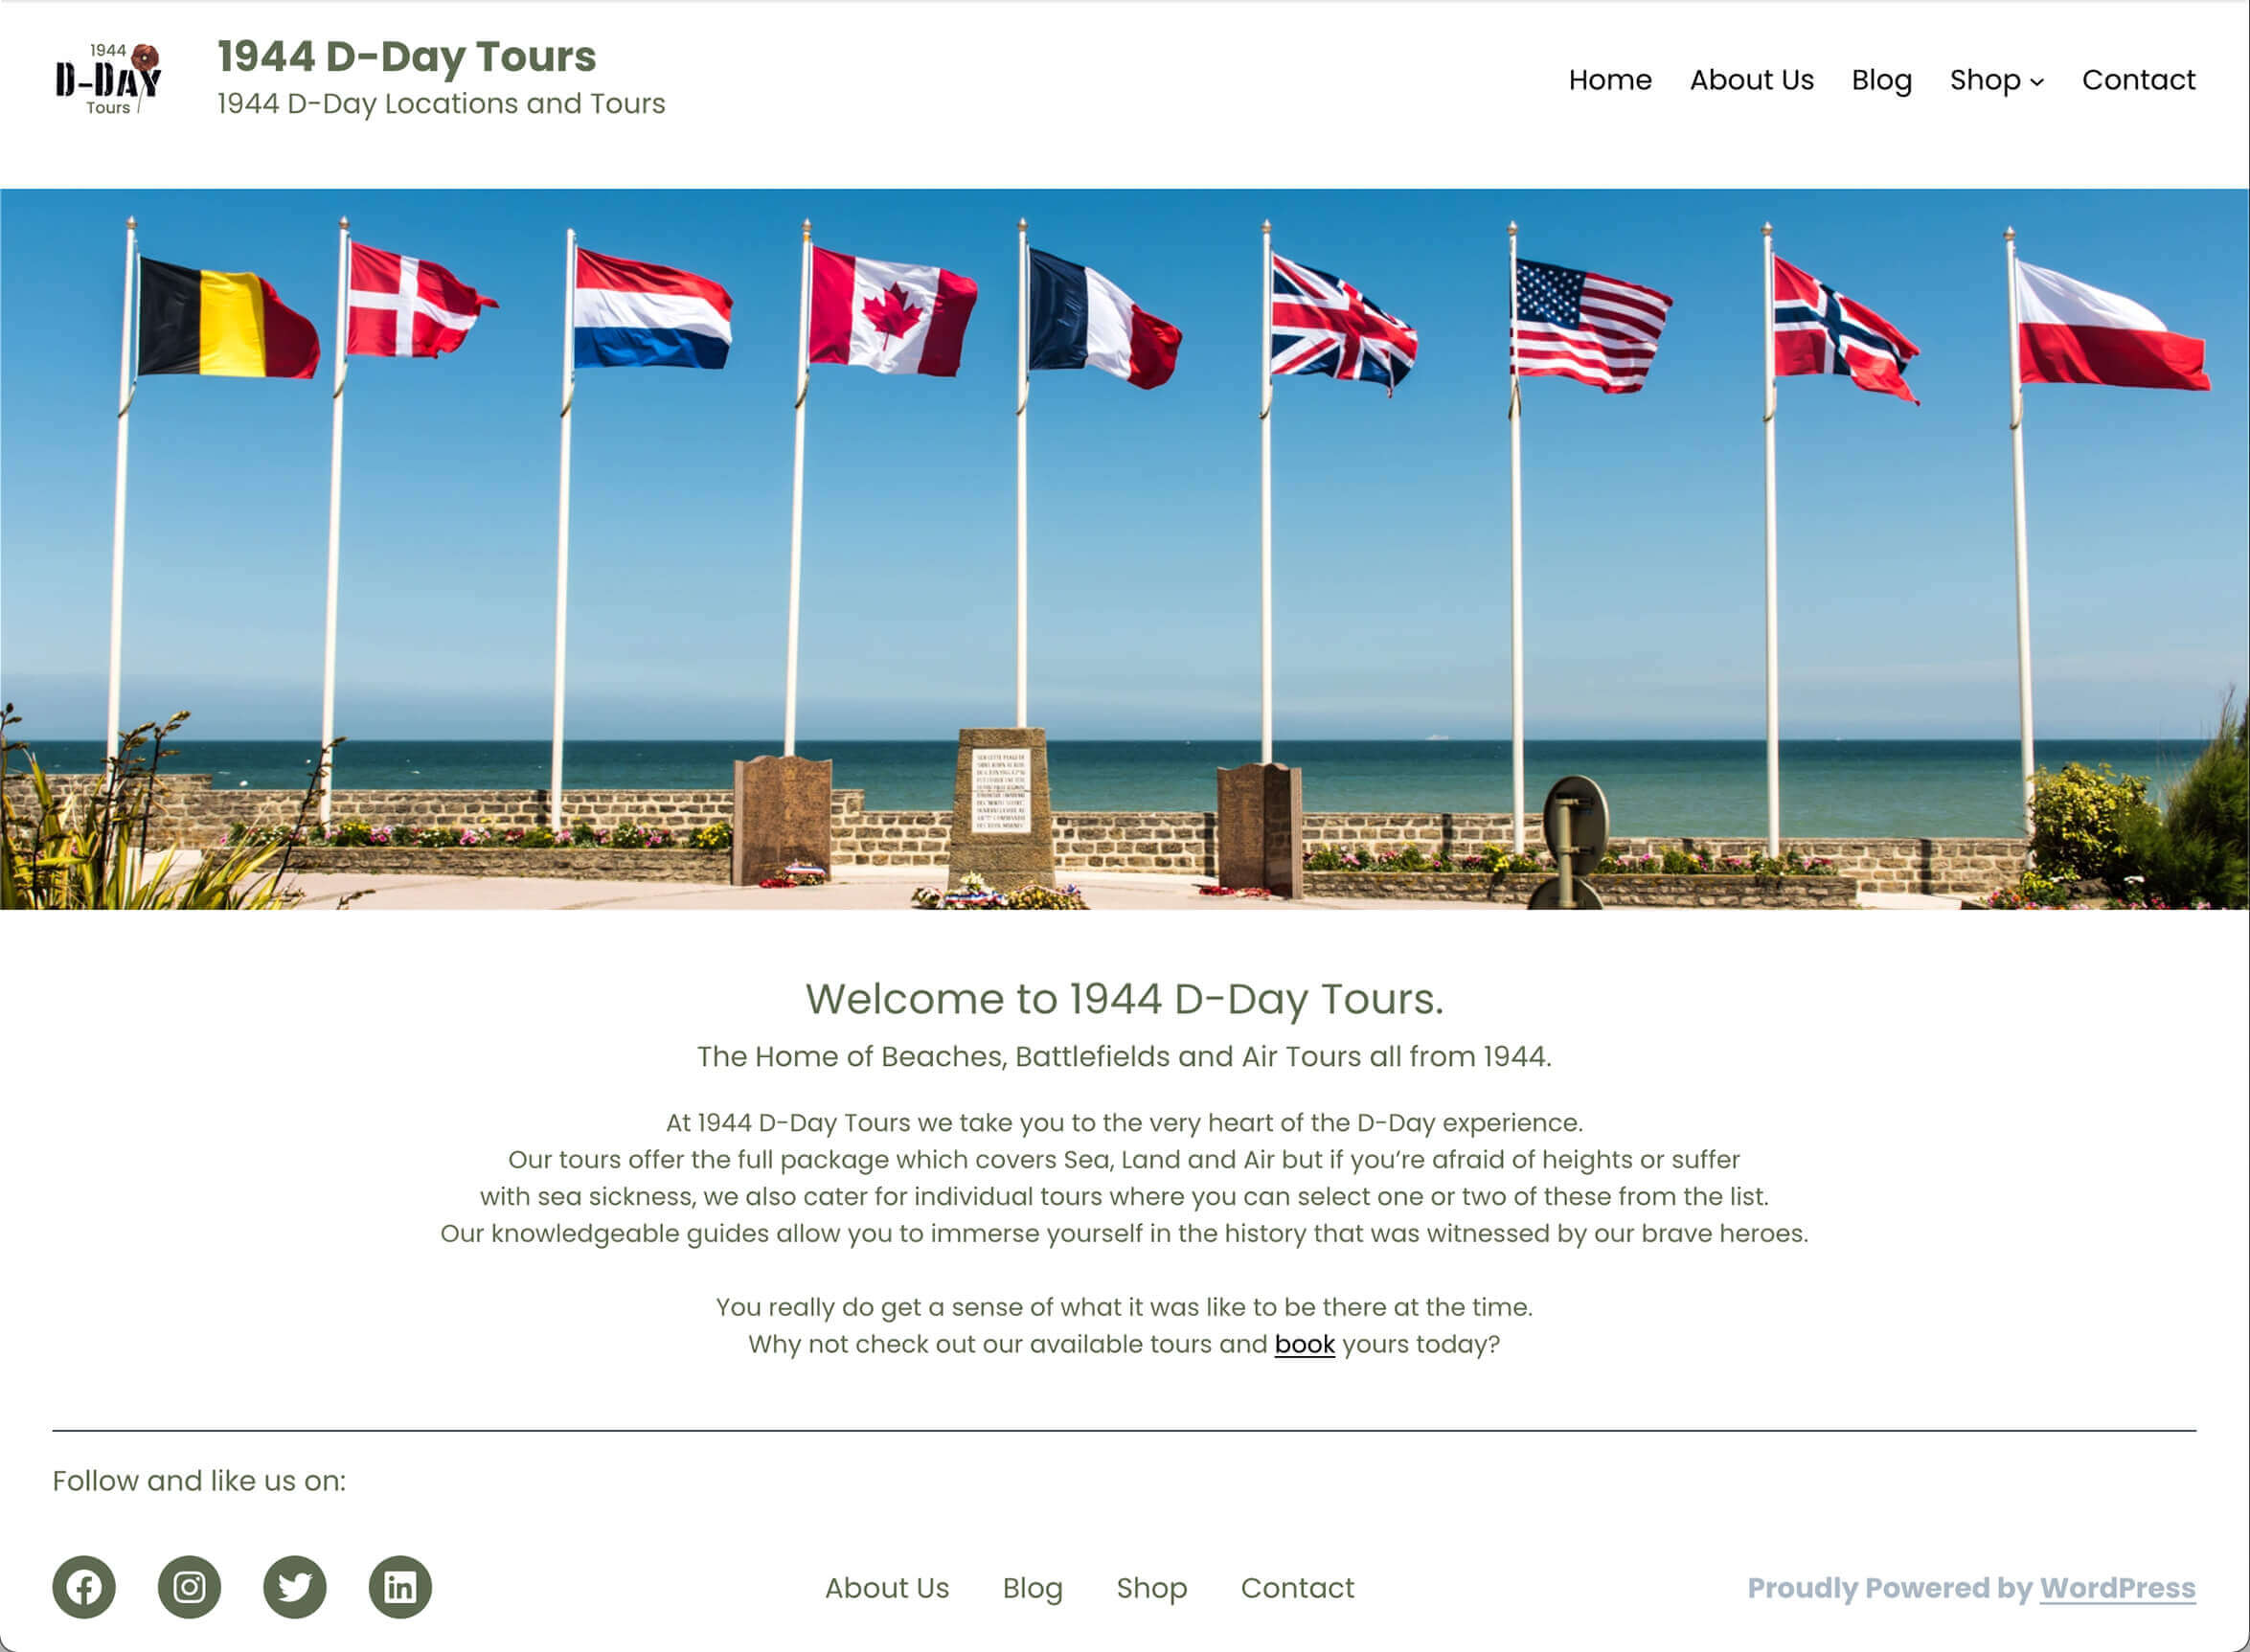 1944
D-DAY
Tours
1944 D-Day Tours
1944 D-Day Locations and Tours
Home About Us Blog Shop Contact
Welcome to 1944 D-Day Tours.
The Home of Beaches, Battlefields and Air Tours all from 1944.
At 1944 D-Day Tours we take you to the very heart of the D-Day experience.
Our tours offer the full package which covers Sea, Land and Air but if you’re afraid of heights or suffer
with sea sickness, we also cater for individual tours where you can select one or two of these from the list.
Our knowledgeable guides allow you to immerse yourself in the history that was witnessed by our brave heroes.
You really do get a sense of what it was like to be there at the time.
Why not check out our available tours and book yours today?
Follow and like us on:
About Us Blog Shop Contact
Proudly Powered by WordPress